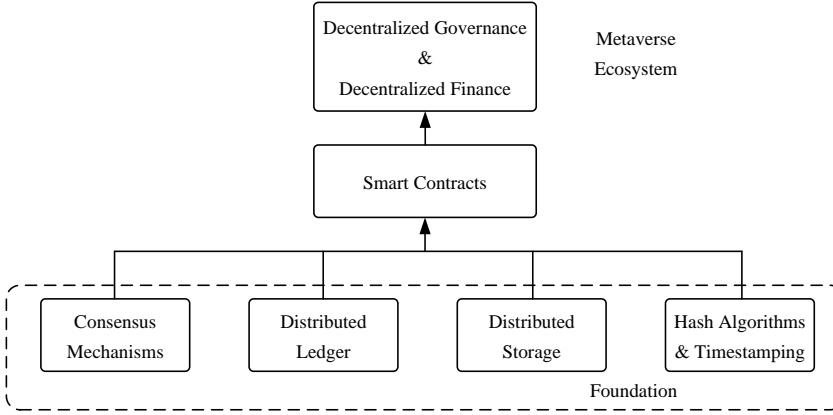 Decentralized Governance
&
Decentralized Finance
Metaverse
Ecosystem
Smart Contracts
Consensus
Mechanisms
Distributed
Ledger
Distributed
Storage
Hash Algorithms
& Timestamping
Foundation